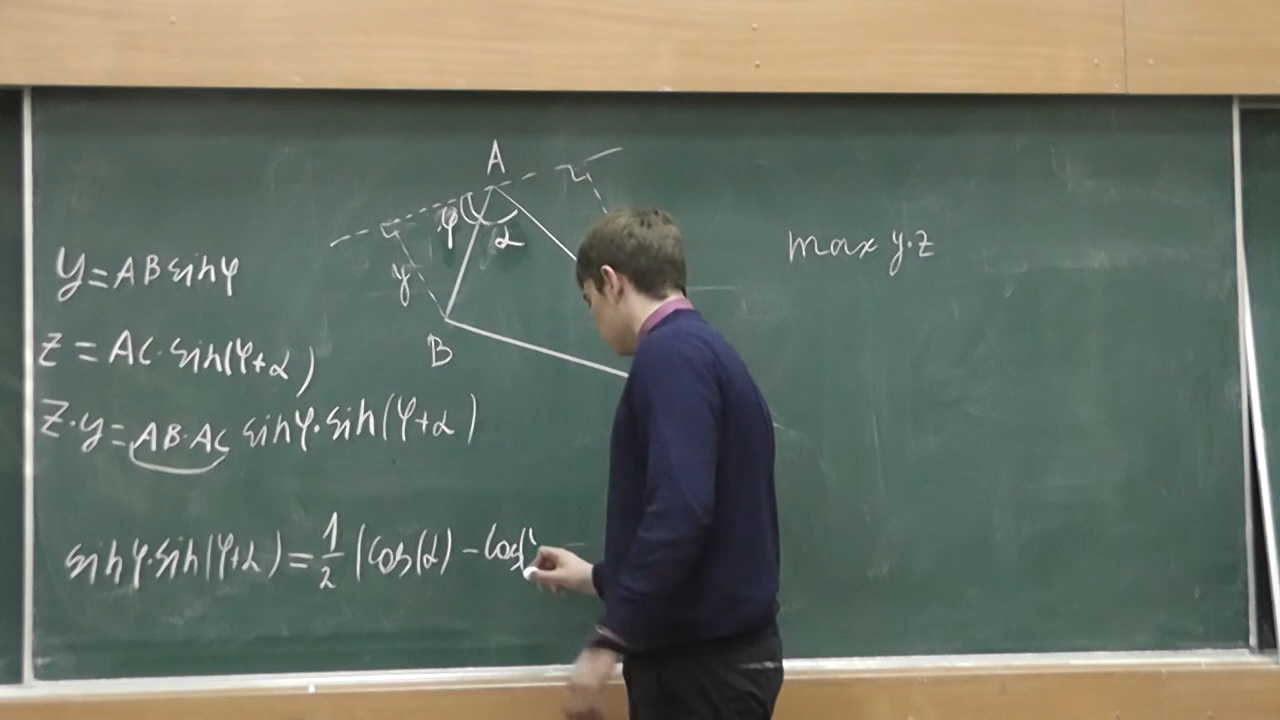 A
φ
α
y
B
max y·z
y = AB sin φ
z = AC · sin(φ+α)
z·y = AB·AC sin φ · sin(φ+α)
sin φ · sin(φ+α) = 1/2 (cos(α) - cos(